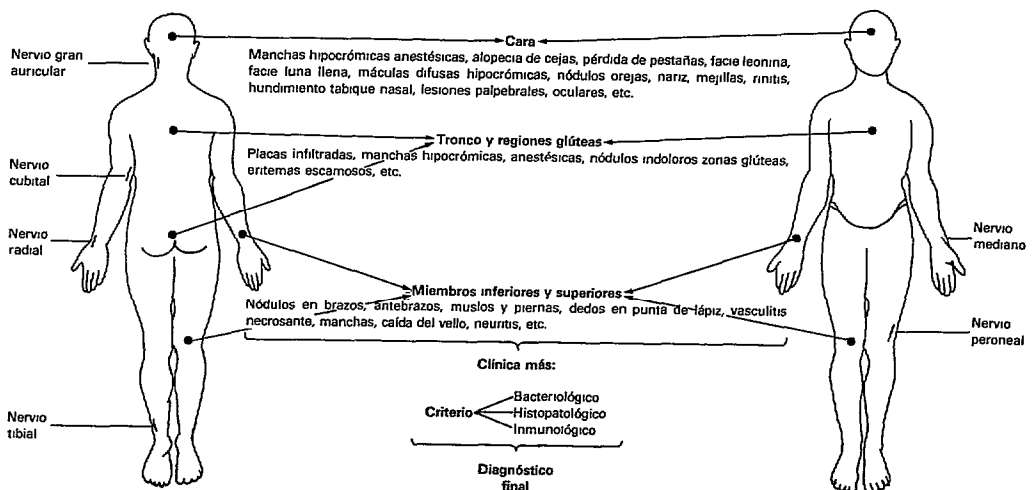 Cara
Nervio gran
auricular
Manchas hipocrómicas anestésicas, alopecia de cejas, pérdida de pestañas, facie leonina,
facie luna llena, máculas difusas hipocrómicas, nódulos orejas, nariz, mejillas, rinitis,
hundimiento tabique nasal, lesiones palpebrales, oculares, etc.
Tronco y regiones glúteas
Placas infiltradas, manchas hipocrómicas, anestésicas, nódulos indoloros zonas glúteas,
eritemas escamosos, etc.
Nervio
cubital
Nervio
radial
Nervio
mediano
Miembros inferiores y superiores
Nódulos en brazos, antebrazos, muslos y piernas, dedos en punta de lápiz, vasculitis
necrosante, manchas, caída del vello, neuritis, etc.
Nervio
peroneal
Clínica más:
Criterio
Bacteriológico
Histopatológico
Inmunológico
Nervio
tibial
Diagnóstico
final